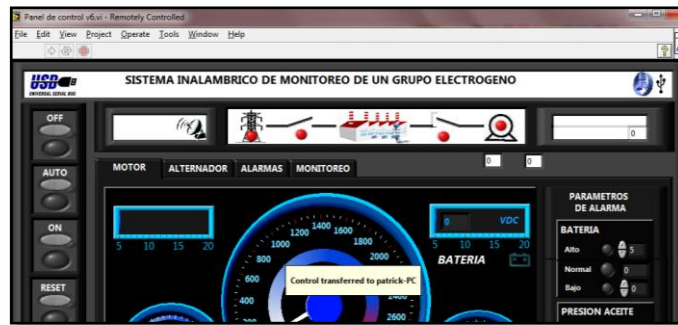 Panel de control v6.vi - Remotely Controlled
File Edit View Project Operate Tools Window Help
USB
UNIVERSAL SERIAL BUS
SISTEMA INALAMBRICO DE MONITOREO DE UN GRUPO ELECTROGENO
OFF
0
AUTO
MOTOR ALTERNADOR ALARMAS MONITOREO
0 0
PARAMETROS
DE ALARMA
ON
5 10 15 20
600 800 1000 1200 1400 1600 1800
0 VDC
5 10 15 20
BATERIA
BATERIA
Alto 5
Normal 0
Bajo 0
RESET
Control transferred to patrick-PC
400
2400
2600
PRESION ACEITE